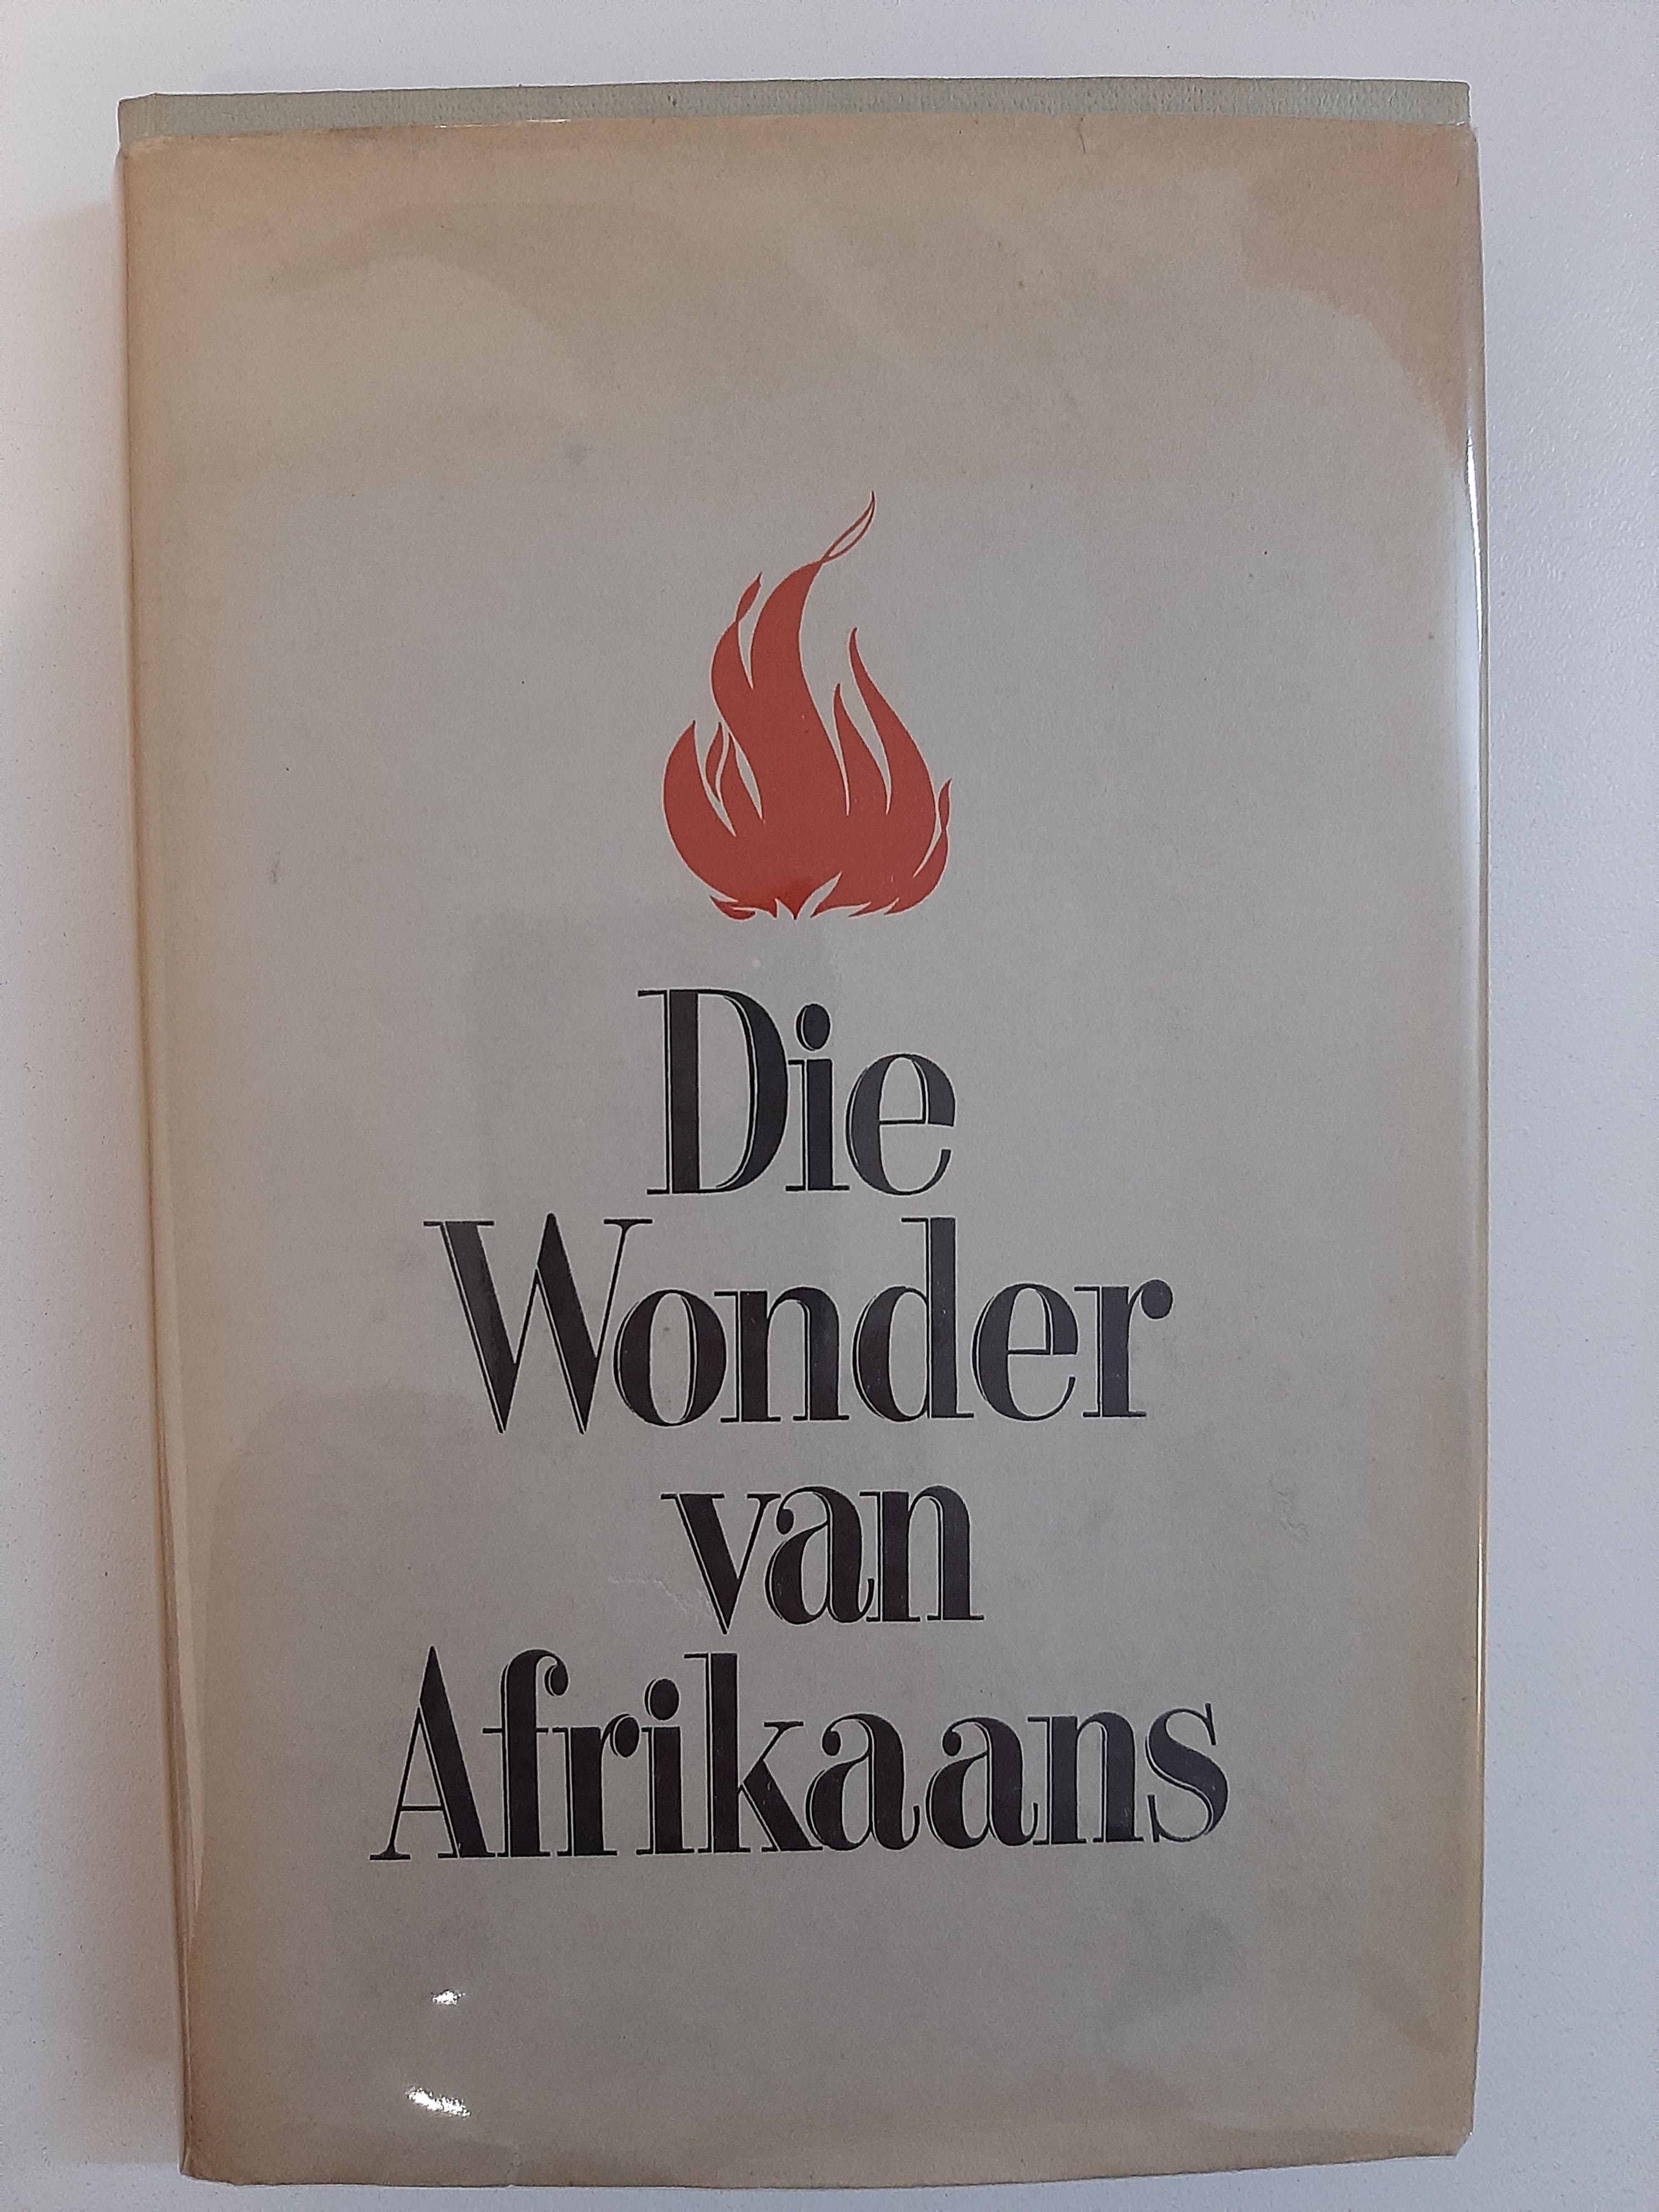 Die
Wonder
van
Afrikaans